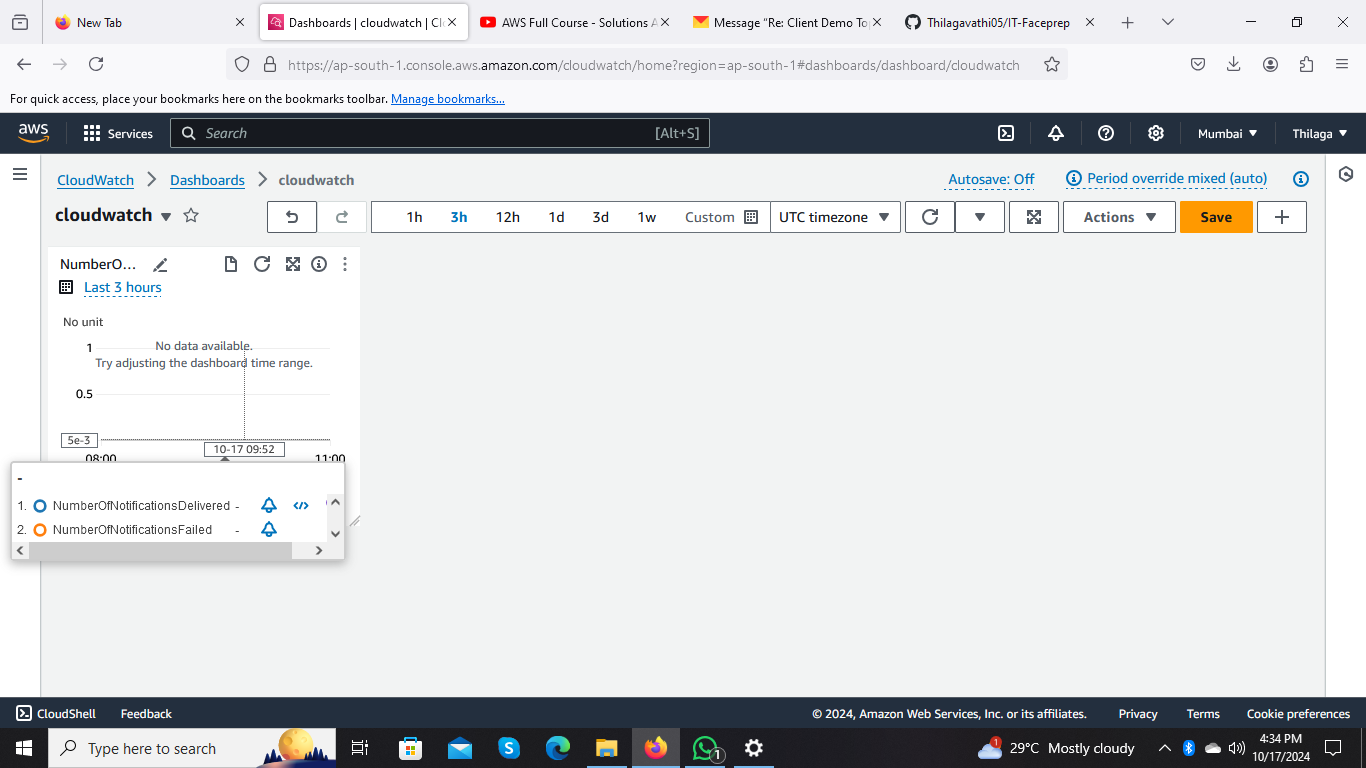 New Tab
Dashboards | cloudwatch | Cl
AWS Full Course - Solutions A
Message "Re: Client Demo To
Thilagavathi05/IT-Faceprep
https://ap-south-1.console.aws.amazon.com/cloudwatch/home?region=ap-south-1#dashboards/dashboard/cloudwatch
For quick access, place your bookmarks here on the bookmarks toolbar. Manage bookmarks...
aws
Services
Search
[Alt+S]
Mumbai
Thilaga
CloudWatch
Dashboards
cloudwatch
Autosave: Off
Period override mixed (auto)
cloudwatch
1h
3h
12h
1d
3d
1w
Custom
UTC timezone
Actions
Save
NumberO...
Last 3 hours
No unit
1
No data available.
Try adjusting the dashboard time range.
0.5
5e-3
10-17 09:52
08:00
11:00
-
1. NumberOfNotificationsDelivered -
2. NumberOfNotificationsFailed -
CloudShell
Feedback
© 2024, Amazon Web Services, Inc. or its affiliates.
Privacy
Terms
Cookie preferences
Type here to search
1
1
29°C Mostly cloudy
4:34 PM
10/17/2024